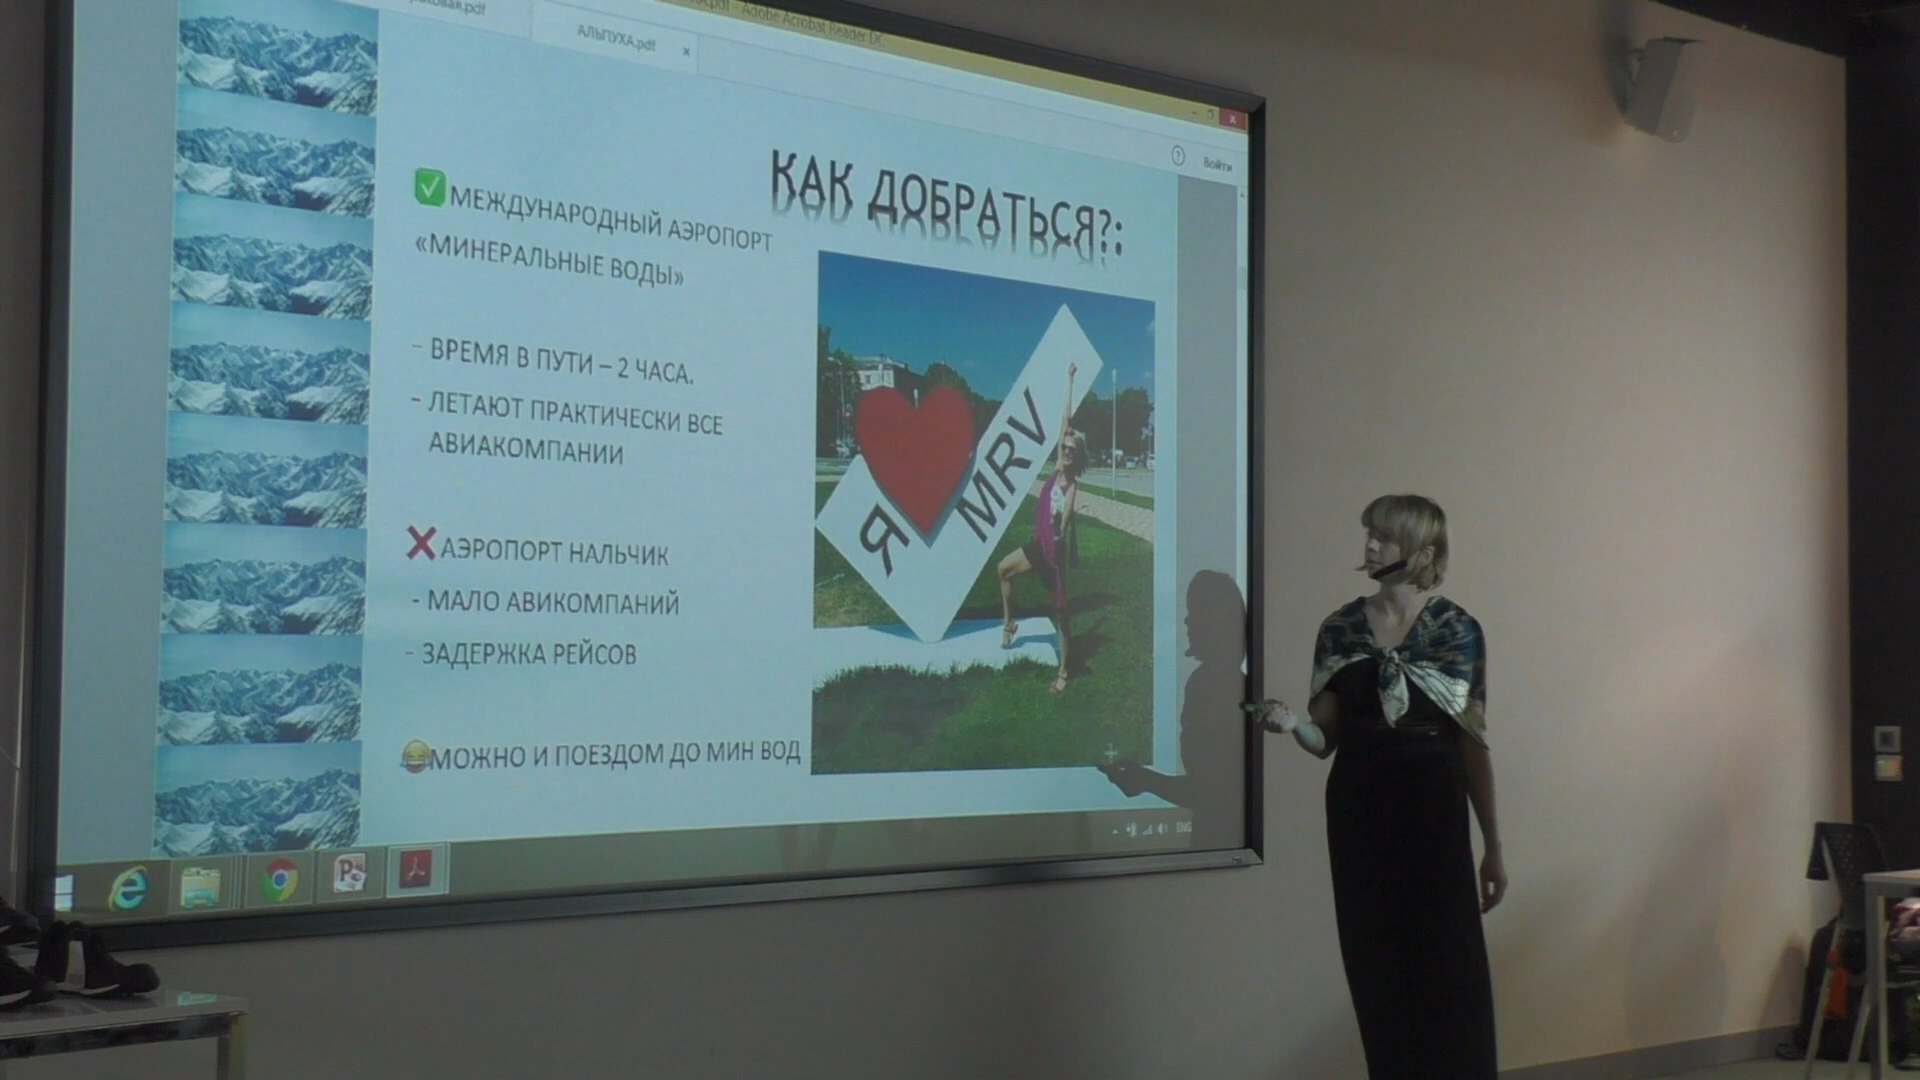 АЛЬПУХА.pdf
Adobe Acrobat Reader DC
Войти
КАК ДОБРАТЬСЯ?:
МЕЖДУНАРОДНЫЙ АЭРОПОРТ
«МИНЕРАЛЬНЫЕ ВОДЫ»
- ВРЕМЯ В ПУТИ – 2 ЧАСА.
- ЛЕТАЮТ ПРАКТИЧЕСКИ ВСЕ
АВИАКОМПАНИИ
АЭРОПОРТ НАЛЬЧИК
- МАЛО АВИКОМПАНИЙ
- ЗАДЕРЖКА РЕЙСОВ
МОЖНО И ПОЕЗДОМ ДО МИН ВОД
Я MRV
ENG